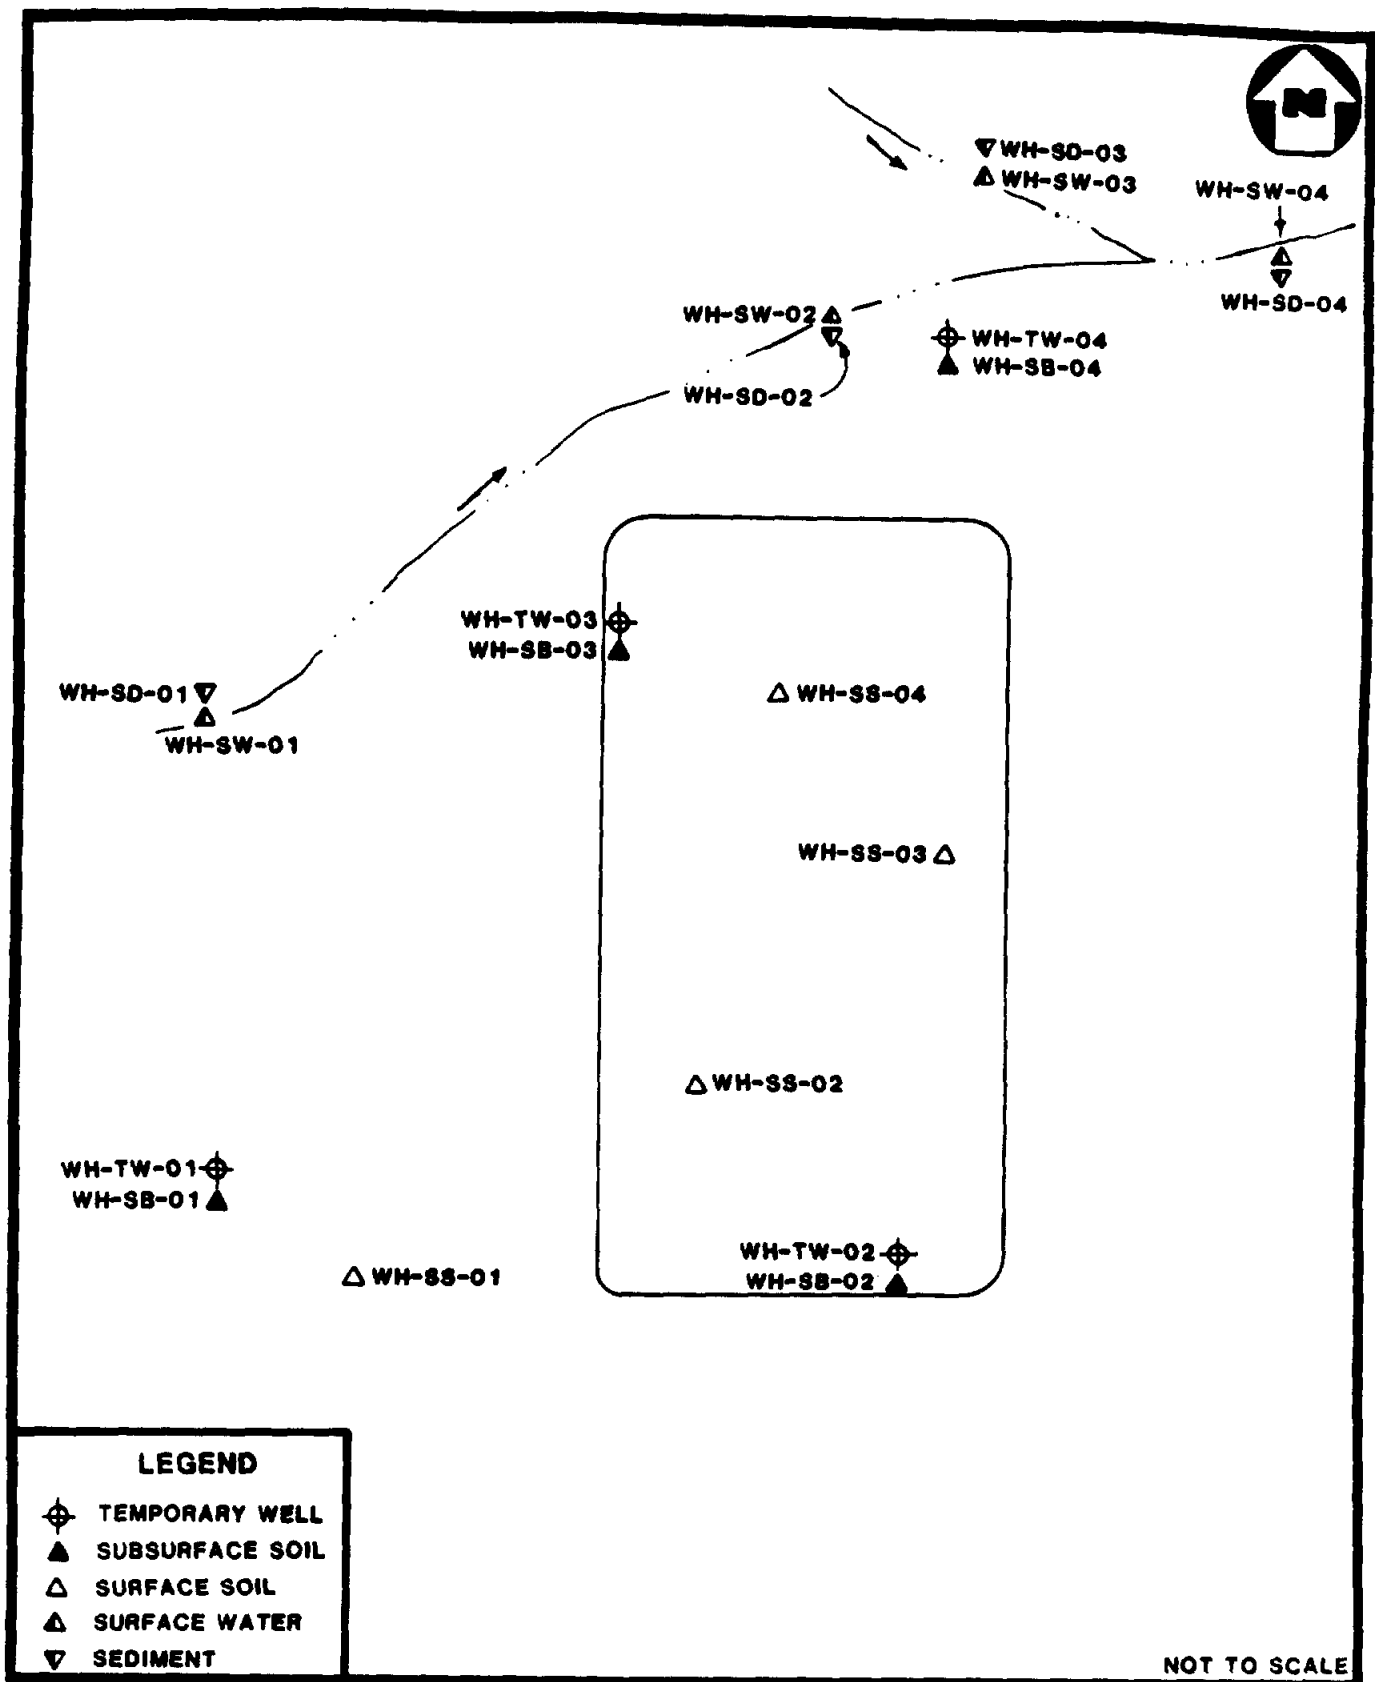 N
WH-SD-03
WH-SW-03
WH-SW-04
WH-SD-04
WH-SW-02
WH-TW-04
WH-SB-04
WH-SD-02
WH-TW-03
WH-SB-03
WH-SD-01
WH-SS-04
WH-SW-01
WH-SS-03
WH-SS-02
WH-TW-01
WH-SB-01
WH-TW-02
WH-SB-02
WH-SS-01
LEGEND
TEMPORARY WELL
SUBSURFACE SOIL
SURFACE SOIL
SURFACE WATER
SEDIMENT
NOT TO SCALE